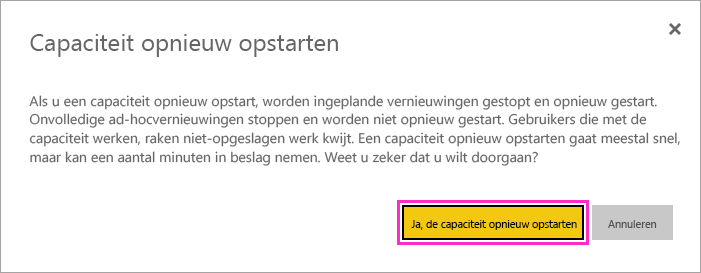 Capaciteit opnieuw opstarten
Als u een capaciteit opnieuw opstart, worden ingeplande vernieuwingen gestopt en opnieuw gestart.
Onvolledige ad-hocvernieuwingen stoppen en worden niet opnieuw gestart. Gebruikers die met de
capaciteit werken, raken niet-opgeslagen werk kwijt. Een capaciteit opnieuw opstarten gaat meestal snel,
maar kan een aantal minuten in beslag nemen. Weet u zeker dat u wilt doorgaan?
Ja, de capaciteit opnieuw opstarten
Annuleren